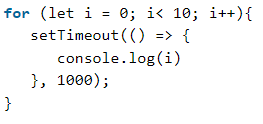 for (let i = 0; i< 10; i++){
   setTimeout(() => {
      console.log(i)
   }, 1000);
}